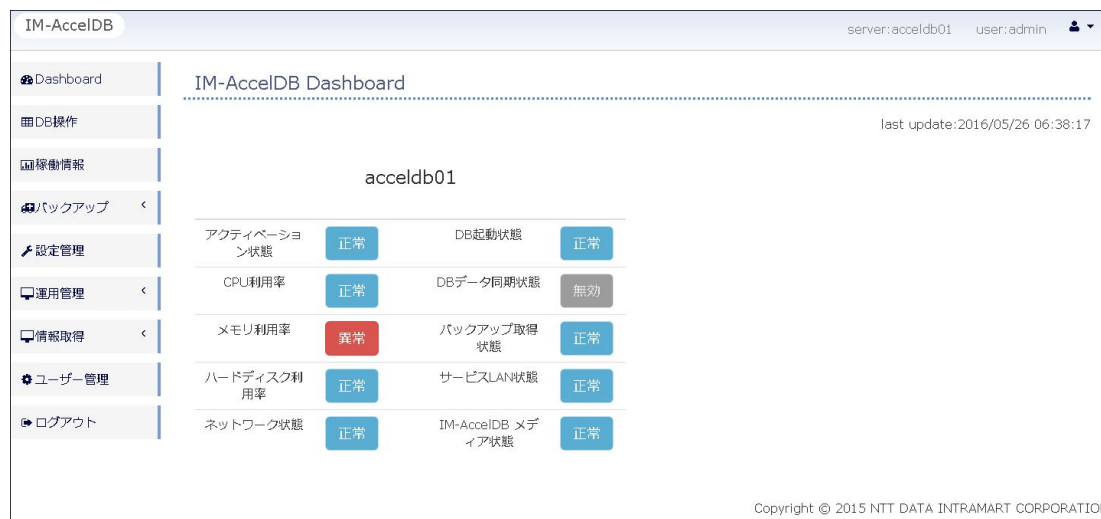 IM-AccelDB
server:acceldb01 user:admin
Dashboard
DB操作
稼働情報
バックアップ
設定管理
運用管理
情報取得
ユーザー管理
ログアウト
IM-AccelDB Dashboard
last update:2016/05/26 06:38:17
acceldb01
アクティベーショ
ン状態
正常
DB起動状態
正常
CPU利用率
正常
DBデータ同期状態
無効
メモリ利用率
異常
バックアップ取得
状態
正常
ハードディスク利
用率
正常
サービスLAN状態
正常
ネットワーク状態
正常
IM-AccelDB メデ
ィア状態
正常
Copyright © 2015 NTT DATA INTRAMART CORPORATIO